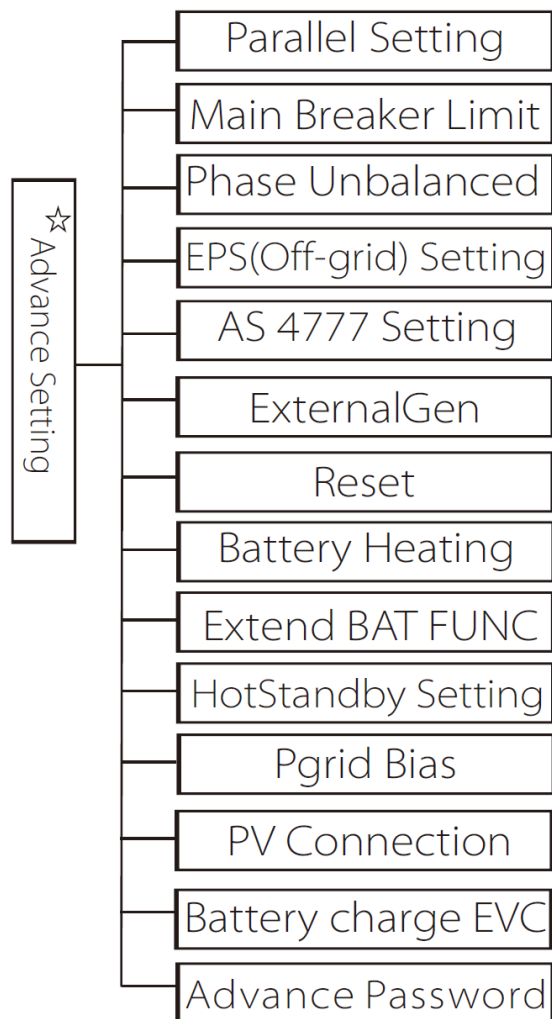 ☆ Advance Setting
Parallel Setting
Main Breaker Limit
Phase Unbalanced
EPS(Off-grid) Setting
AS 4777 Setting
ExternalGen
Reset
Battery Heating
Extend BAT FUNC
HotStandby Setting
Pgrid Bias
PV Connection
Battery charge EVC
Advance Password